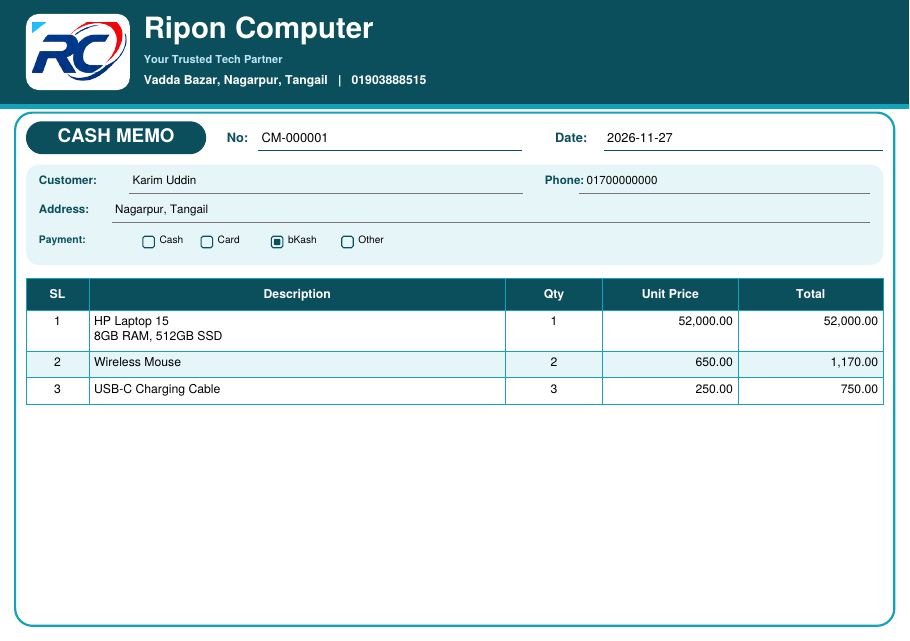 RC
Ripon Computer
Your Trusted Tech Partner
Vadda Bazar, Nagarpur, Tangail | 01903888515
CASH MEMO No: CM-000001 Date: 2026-11-27
Customer: Karim Uddin Phone: 01700000000
Address: Nagarpur, Tangail
Payment: Cash Card bKash Other
SL Description Qty Unit Price Total
1 HP Laptop 15 1 52,000.00 52,000.00
8GB RAM, 512GB SSD
2 Wireless Mouse 2 650.00 1,170.00
3 USB-C Charging Cable 3 250.00 750.00